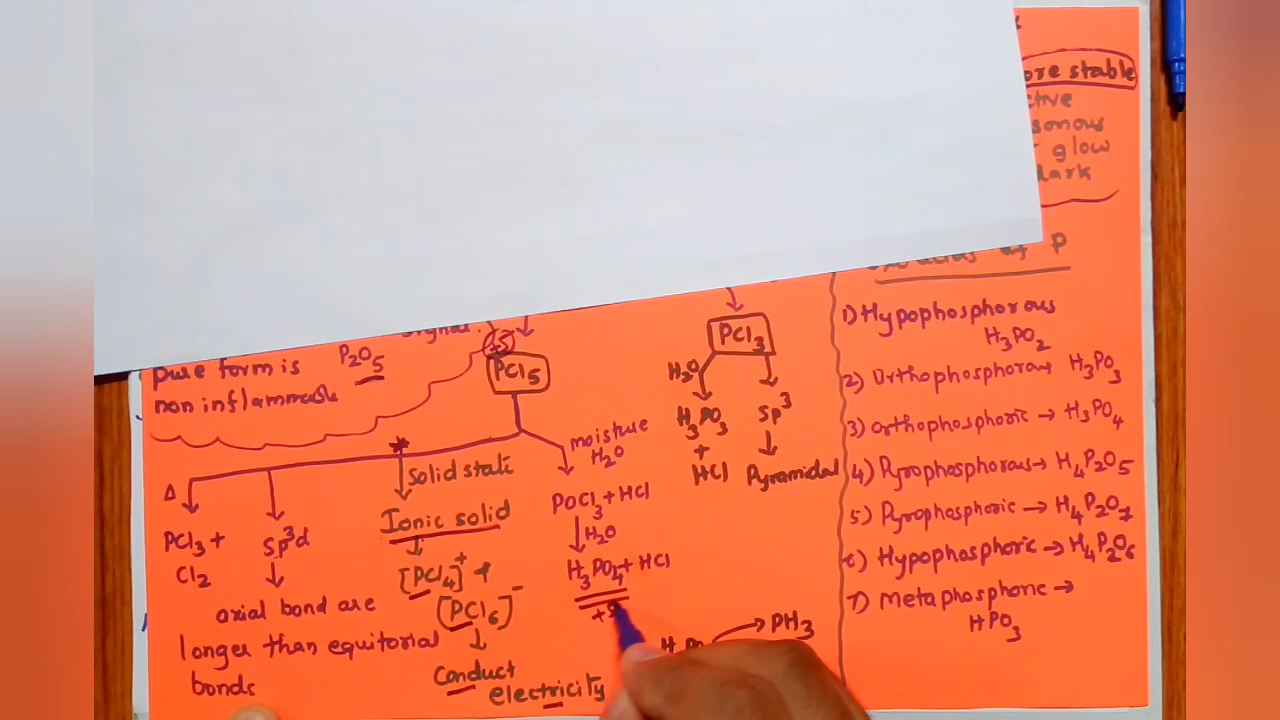 ore stable
ctive
sonous
glow
dark
pure form is P2O5
non inflammable
+5
PCl5
moisture
H2O
*
Solid state
Δ
PCl3 +
Cl2
sp3d
axial bond are
longer than equitorial
bonds
Ionic solid
[PCl4]+ +
[PCl6]-
Conduct
electricity
POCl3 + HCl
H2O
H3PO4 + HCl
PH3
PCl3
H2O
H3PO3
+
HCl
sp3
Pyramidal
of P
1) Hypophosphorous
H3PO2
2) Orthophosphorous H3PO3
3) Orthophosphoric → H3PO4
4) Pyrophosphorous → H4P2O5
5) Pyrophosphoric → H4P2O7
6) Hypophosphoric → H4P2O6
7) Metaphosphoric →
HPO3